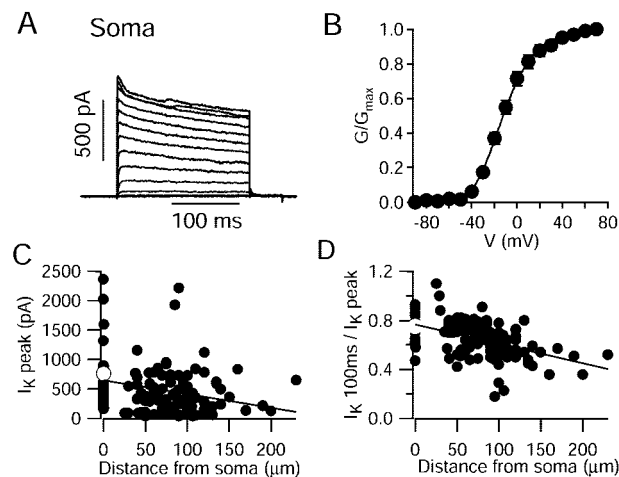 A
Soma
500 pA
100 ms
B
G/Gmax
1.0
0.8
0.6
0.4
0.2
0.0
-80 -40 0 40 80
V (mV)
C
IK peak (pA)
2500
2000
1500
1000
500
0
0 50 100 150 200
Distance from soma (μm)
D
IK 100ms / IK peak
1.2
0.8
0.4
0.0
0 50 100 150 200
Distance from soma (μm)